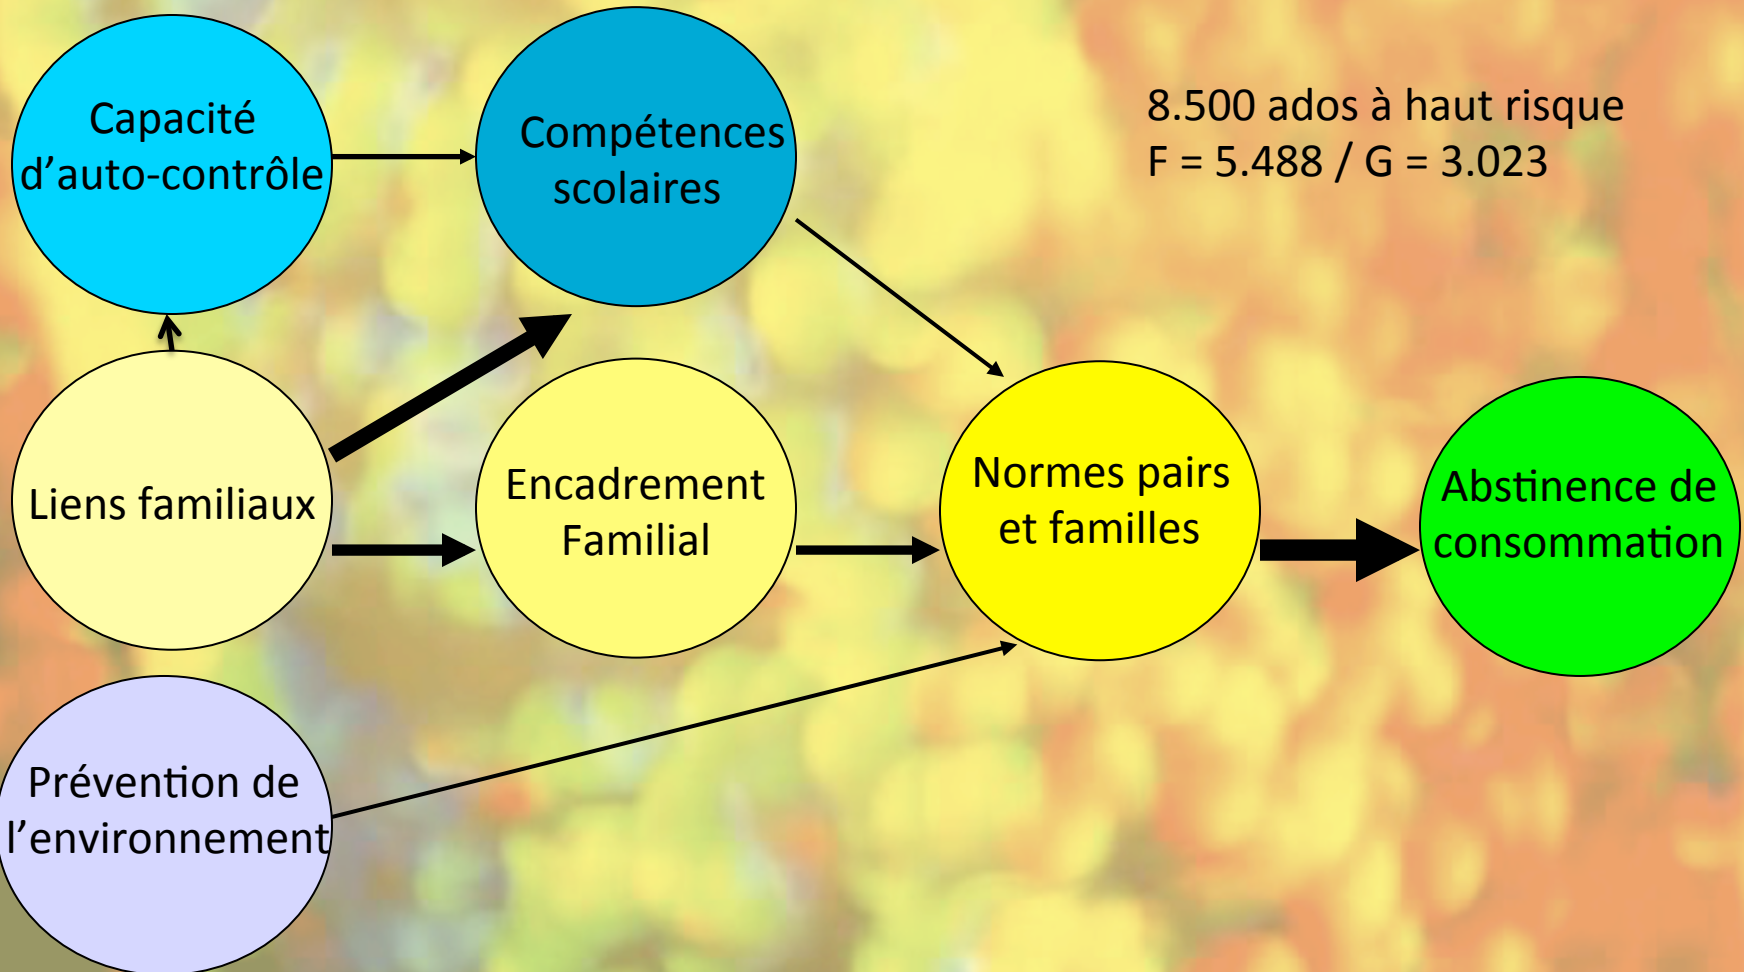 Capacité
d’auto-contrôle
Compétences
scolaires
8.500 ados à haut risque
F = 5.488 / G = 3.023
Liens familiaux
Encadrement
Familial
Normes pairs
et familles
Abstinence de
consommation
Prévention de
l’environnement